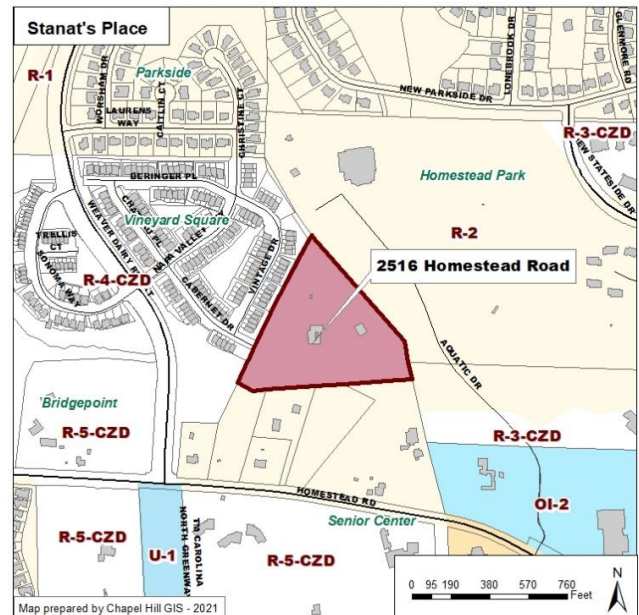 Stanat's Place
R-1
Parkside
WORSHAM DR
LAURENS WAY
CAITLIN CT
CHRISTINE CT
NEW PARKSIDE DR
LONEBROOK DR
GLENMORE RD
R-3-CZD
NEW STATESIDE DR
BERINGER PL
Homestead Park
Vineyard Square
NAPA VALLEY
VINTAGE DR
CABERNET DR
TRELLIS CT
SONOMA WAY
R-4-CZD
R-2
2516 Homestead Road
AQUATIC DR
Bridgepoint
R-5-CZD
R-3-CZD
HOMESTEAD RD
OI-2
Senior Center
R-5-CZD
U-1
R-5-CZD
NORTH GREENWAY
0 95 190 380 570 760
Feet
N
Map prepared by Chapel Hill GIS - 2021